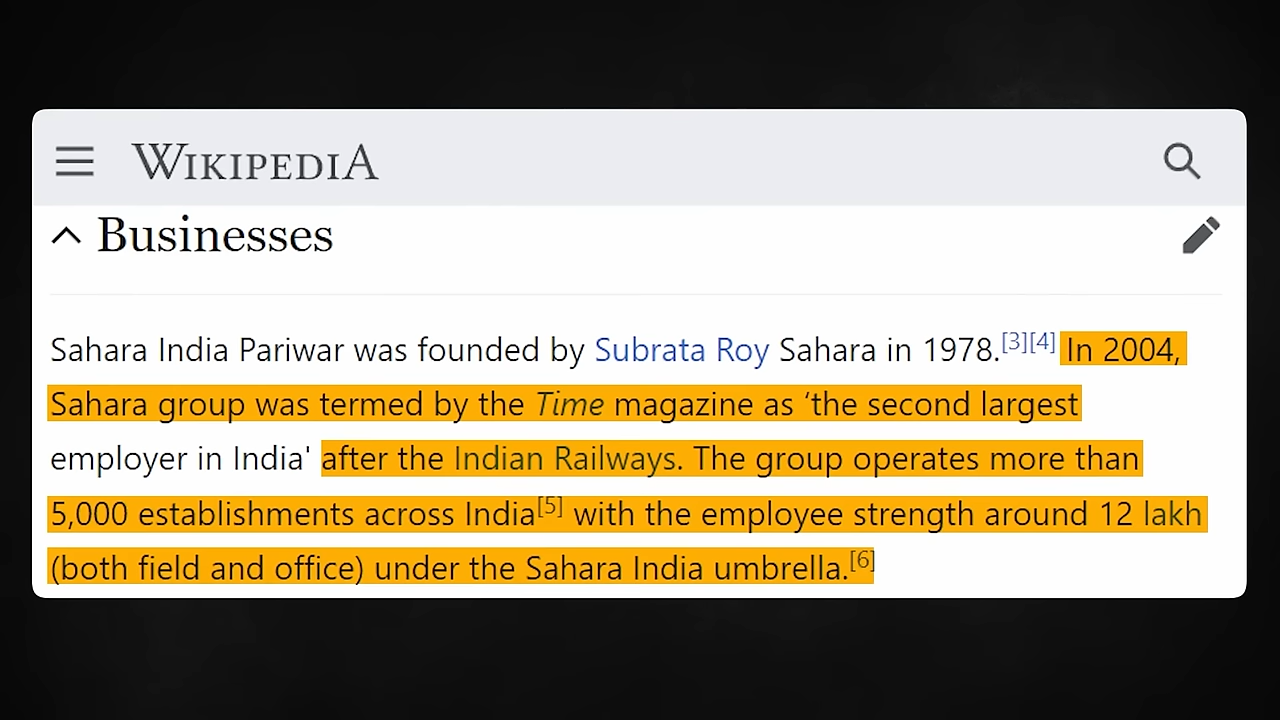 WIKIPEDIA
Businesses
Sahara India Pariwar was founded by Subrata Roy Sahara in 1978.[3][4] In 2004,
Sahara group was termed by the Time magazine as ‘the second largest
employer in India' after the Indian Railways. The group operates more than
5,000 establishments across India[5] with the employee strength around 12 lakh
(both field and office) under the Sahara India umbrella.[6]